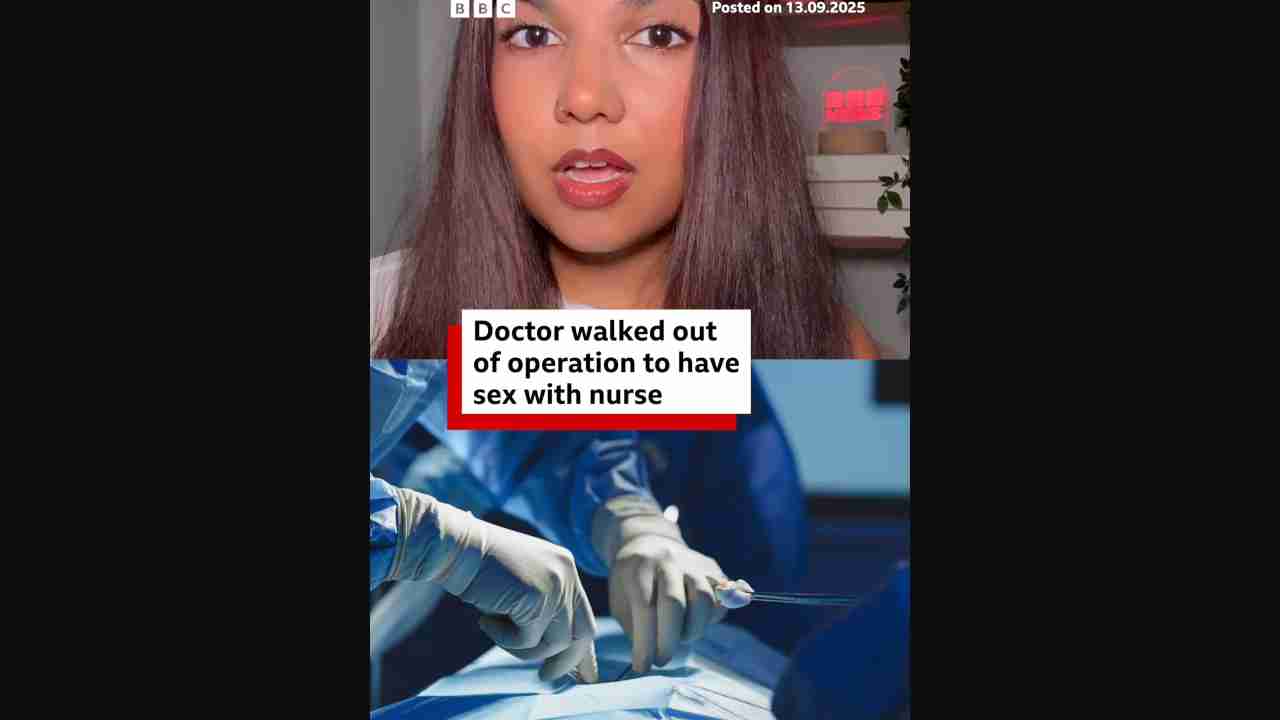 BBC
Posted on 13.09.2025
Doctor walked out
of operation to have
sex with nurse